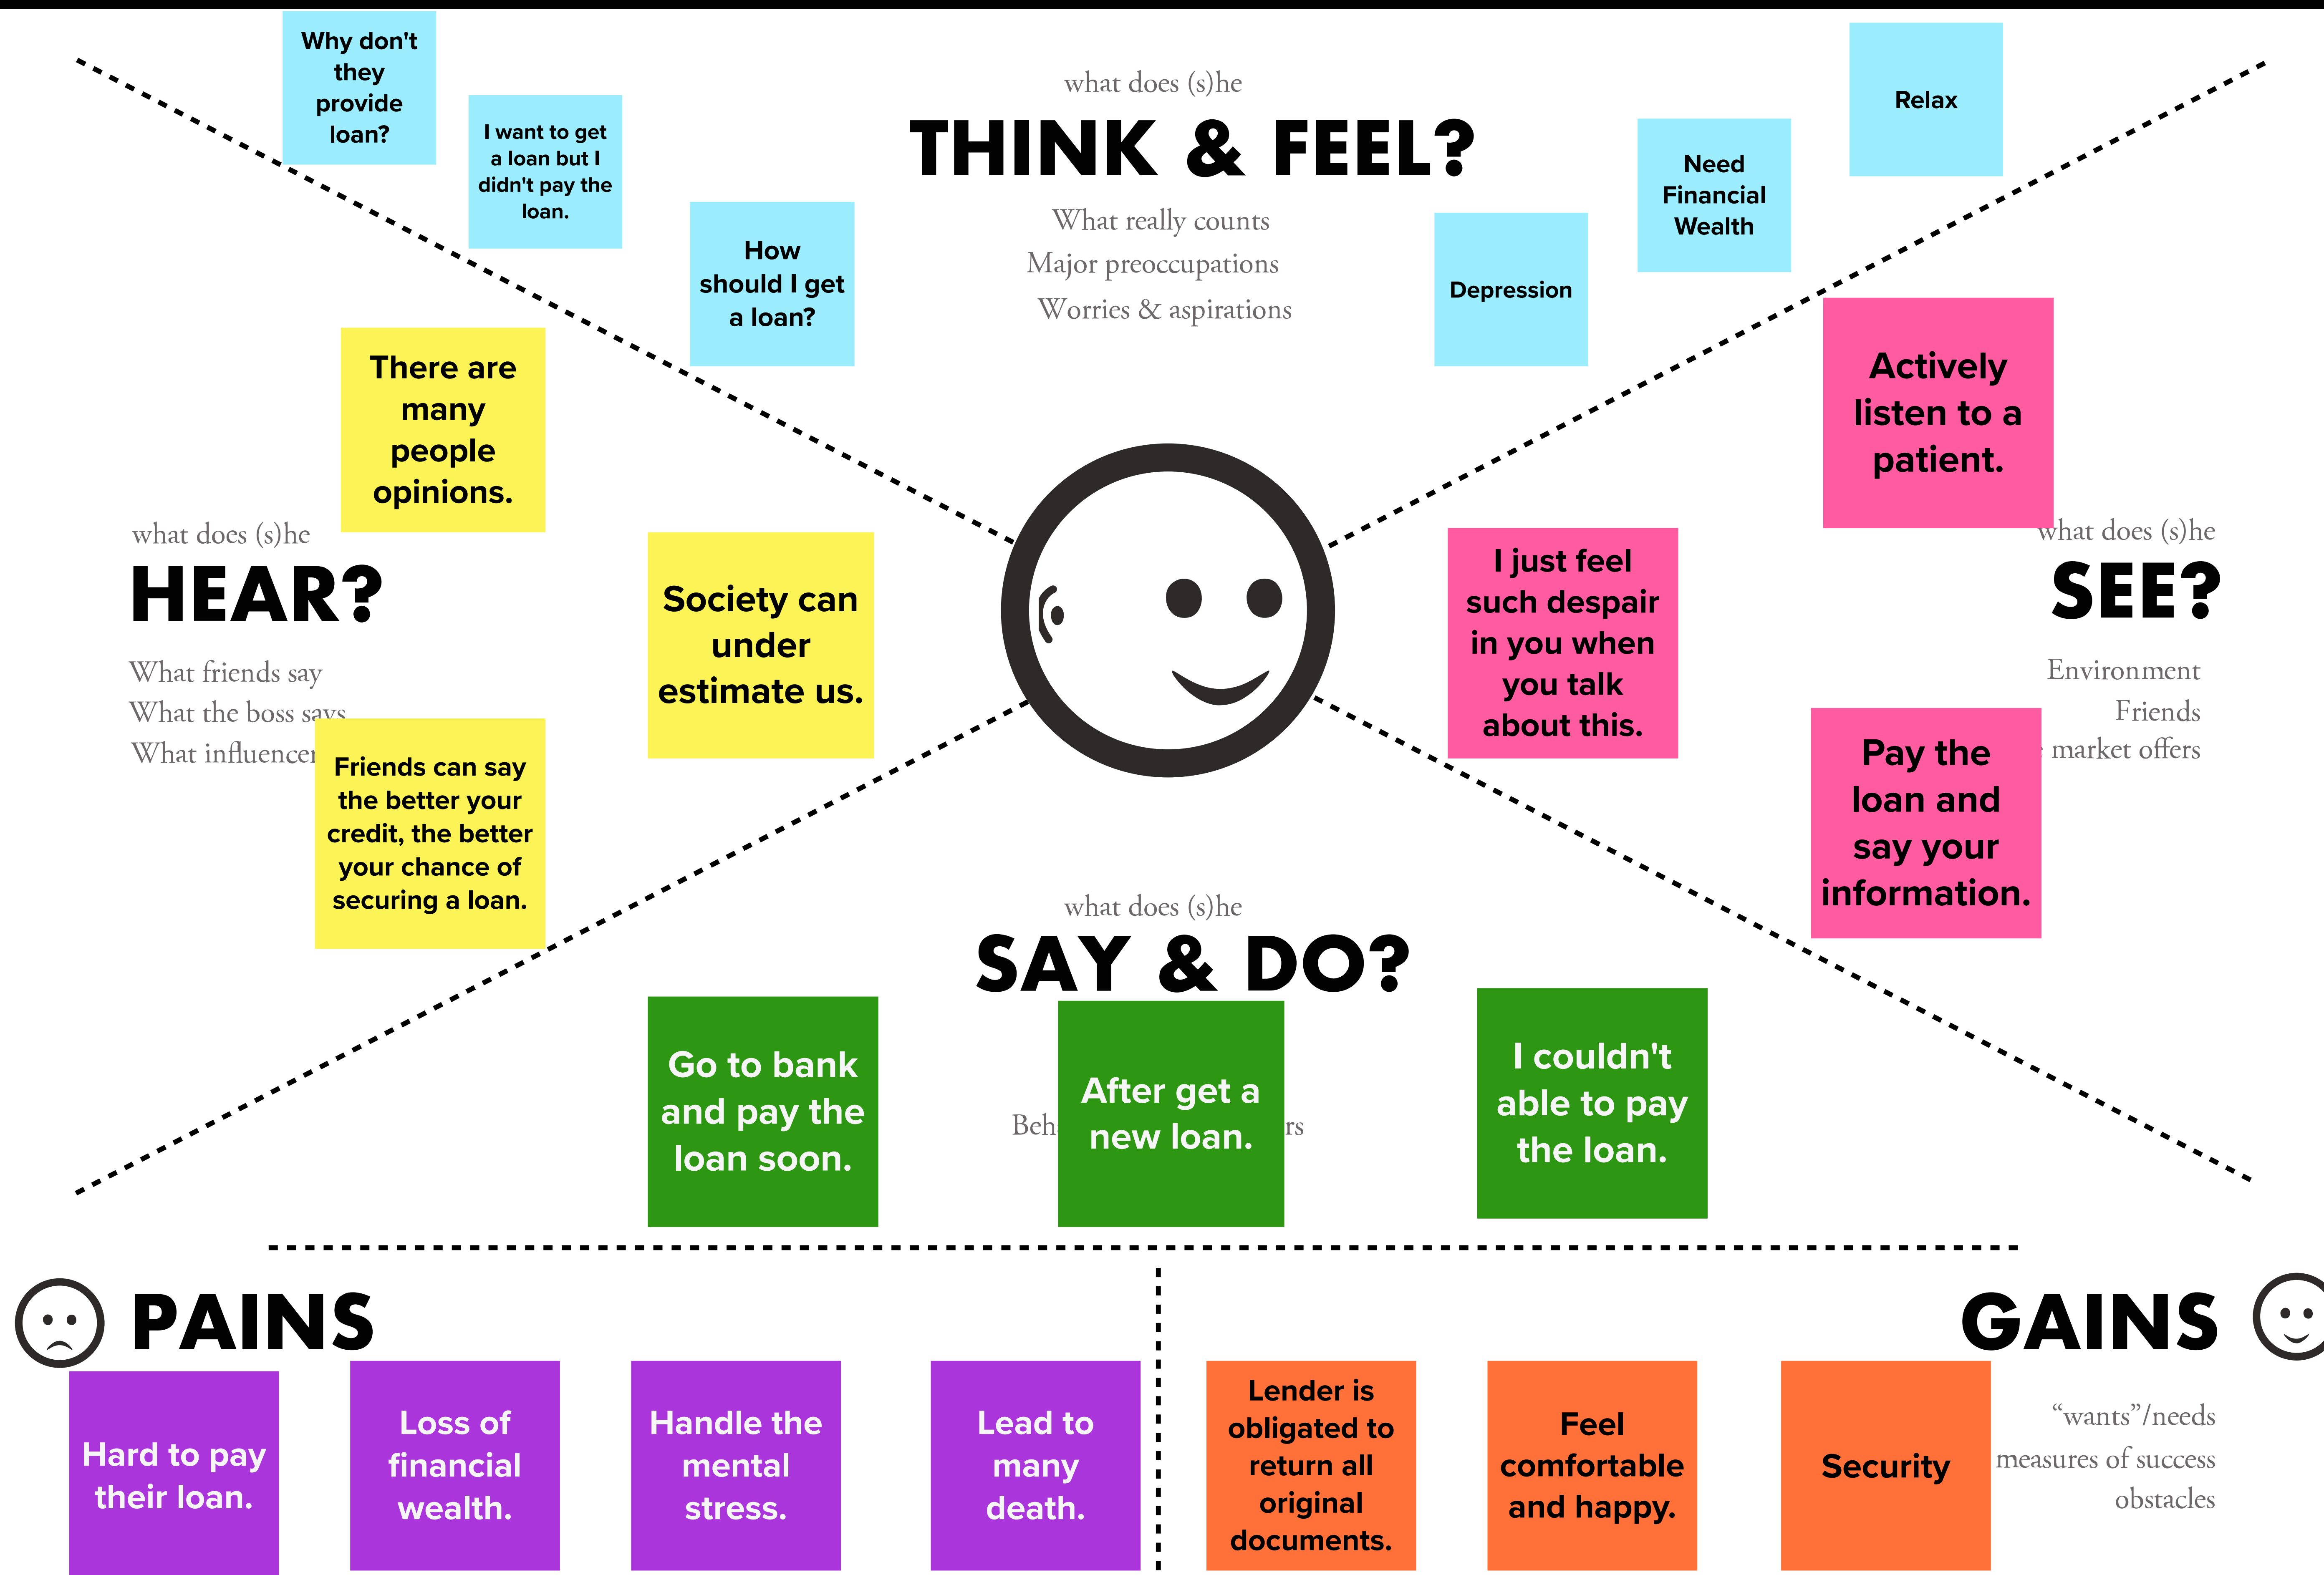 Why don't
they
provide
loan?
I want to get
a loan but I
didn't pay the
loan.
How
should I get
a loan?
what does (s)he
THINK & FEEL?
What really counts
Major preoccupations
Worries & aspirations
Depression
Need
Financial
Wealth
Relax
There are
many
people
opinions.
what does (s)he
HEAR?
What friends say
What the boss says
What influencer
Society can
under
estimate us.
Friends can say
the better your
credit, the better
your chance of
securing a loan.
Actively
listen to a
patient.
I just feel
such despair
in you when
you talk
about this.
what does (s)he
SEE?
Environment
Friends
market offers
Pay the
loan and
say your
information.
what does (s)he
SAY & DO?
Go to bank
and pay the
loan soon.
After get a
new loan.
I couldn't
able to pay
the loan.
PAINS
Hard to pay
their loan.
Loss of
financial
wealth.
Handle the
mental
stress.
Lead to
many
death.
GAINS
Lender is
obligated to
return all
original
documents.
Feel
comfortable
and happy.
Security
“wants”/needs
measures of success
obstacles